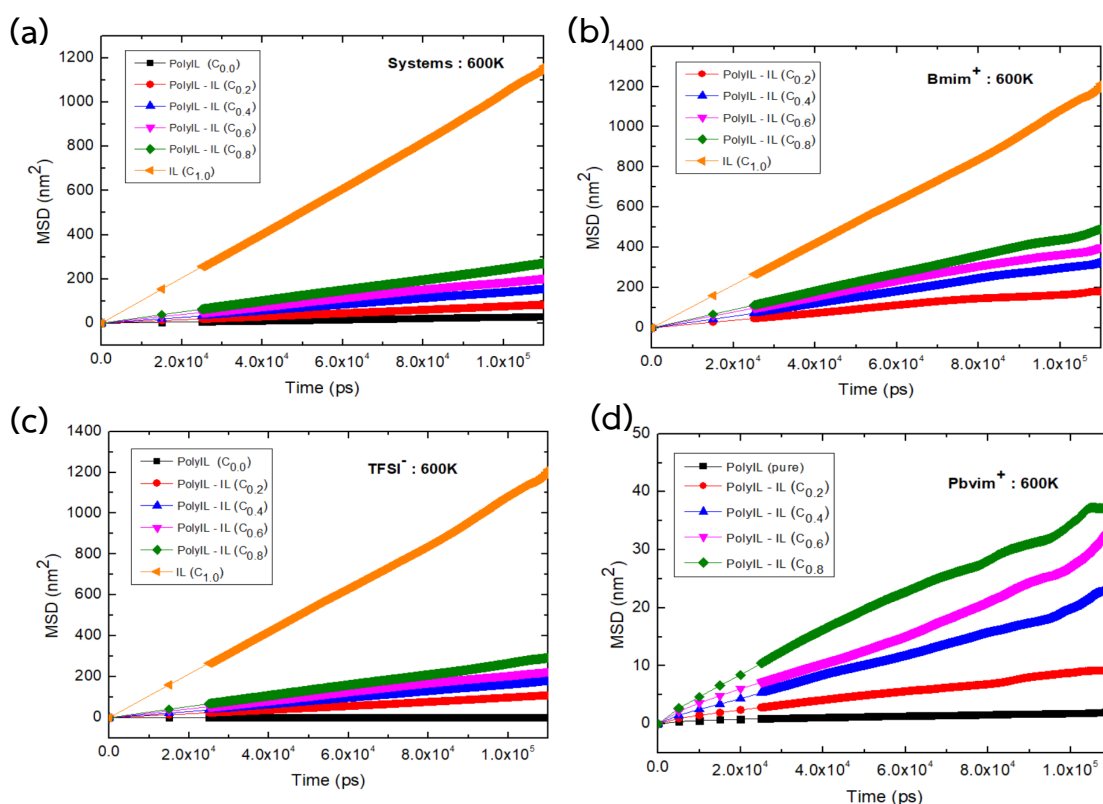 (a)
1200
1000
800
600
400
200
0
MSD (nm²)
PolyIL (C₀.₀)
PolyIL - IL (C₀.₂)
PolyIL - IL (C₀.₄)
PolyIL - IL (C₀.₆)
PolyIL - IL (C₀.₈)
IL (C₁.₀)
Systems : 600K
0.0 2.0x10⁴ 4.0x10⁴ 6.0x10⁴ 8.0x10⁴ 1.0x10⁵
Time (ps)
(b)
1400
1200
1000
800
600
400
200
0
MSD (nm²)
PolyIL - IL (C₀.₂)
PolyIL - IL (C₀.₄)
PolyIL - IL (C₀.₆)
PolyIL - IL (C₀.₈)
IL (C₁.₀)
Bmim⁺ : 600K
0.0 2.0x10⁴ 4.0x10⁴ 6.0x10⁴ 8.0x10⁴ 1.0x10⁵
Time (ps)
(c)
1400
1200
1000
800
600
400
200
0
MSD (nm²)
PolyIL (C₀.₀)
PolyIL - IL (C₀.₂)
PolyIL - IL (C₀.₄)
PolyIL - IL (C₀.₆)
PolyIL - IL (C₀.₈)
IL (C₁.₀)
TFSI⁻ : 600K
0.0 2.0x10⁴ 4.0x10⁴ 6.0x10⁴ 8.0x10⁴ 1.0x10⁵
Time (ps)
(d)
50
40
30
20
10
0
MSD (nm²)
PolyIL (pure)
PolyIL - IL (C₀.₂)
PolyIL - IL (C₀.₄)
PolyIL - IL (C₀.₆)
PolyIL - IL (C₀.₈
Pbvim⁺ : 600K
0.0 2.0x10⁴ 4.0x10⁴ 6.0x10⁴ 8.0x10⁴ 1.0x10⁵
Time (ps)